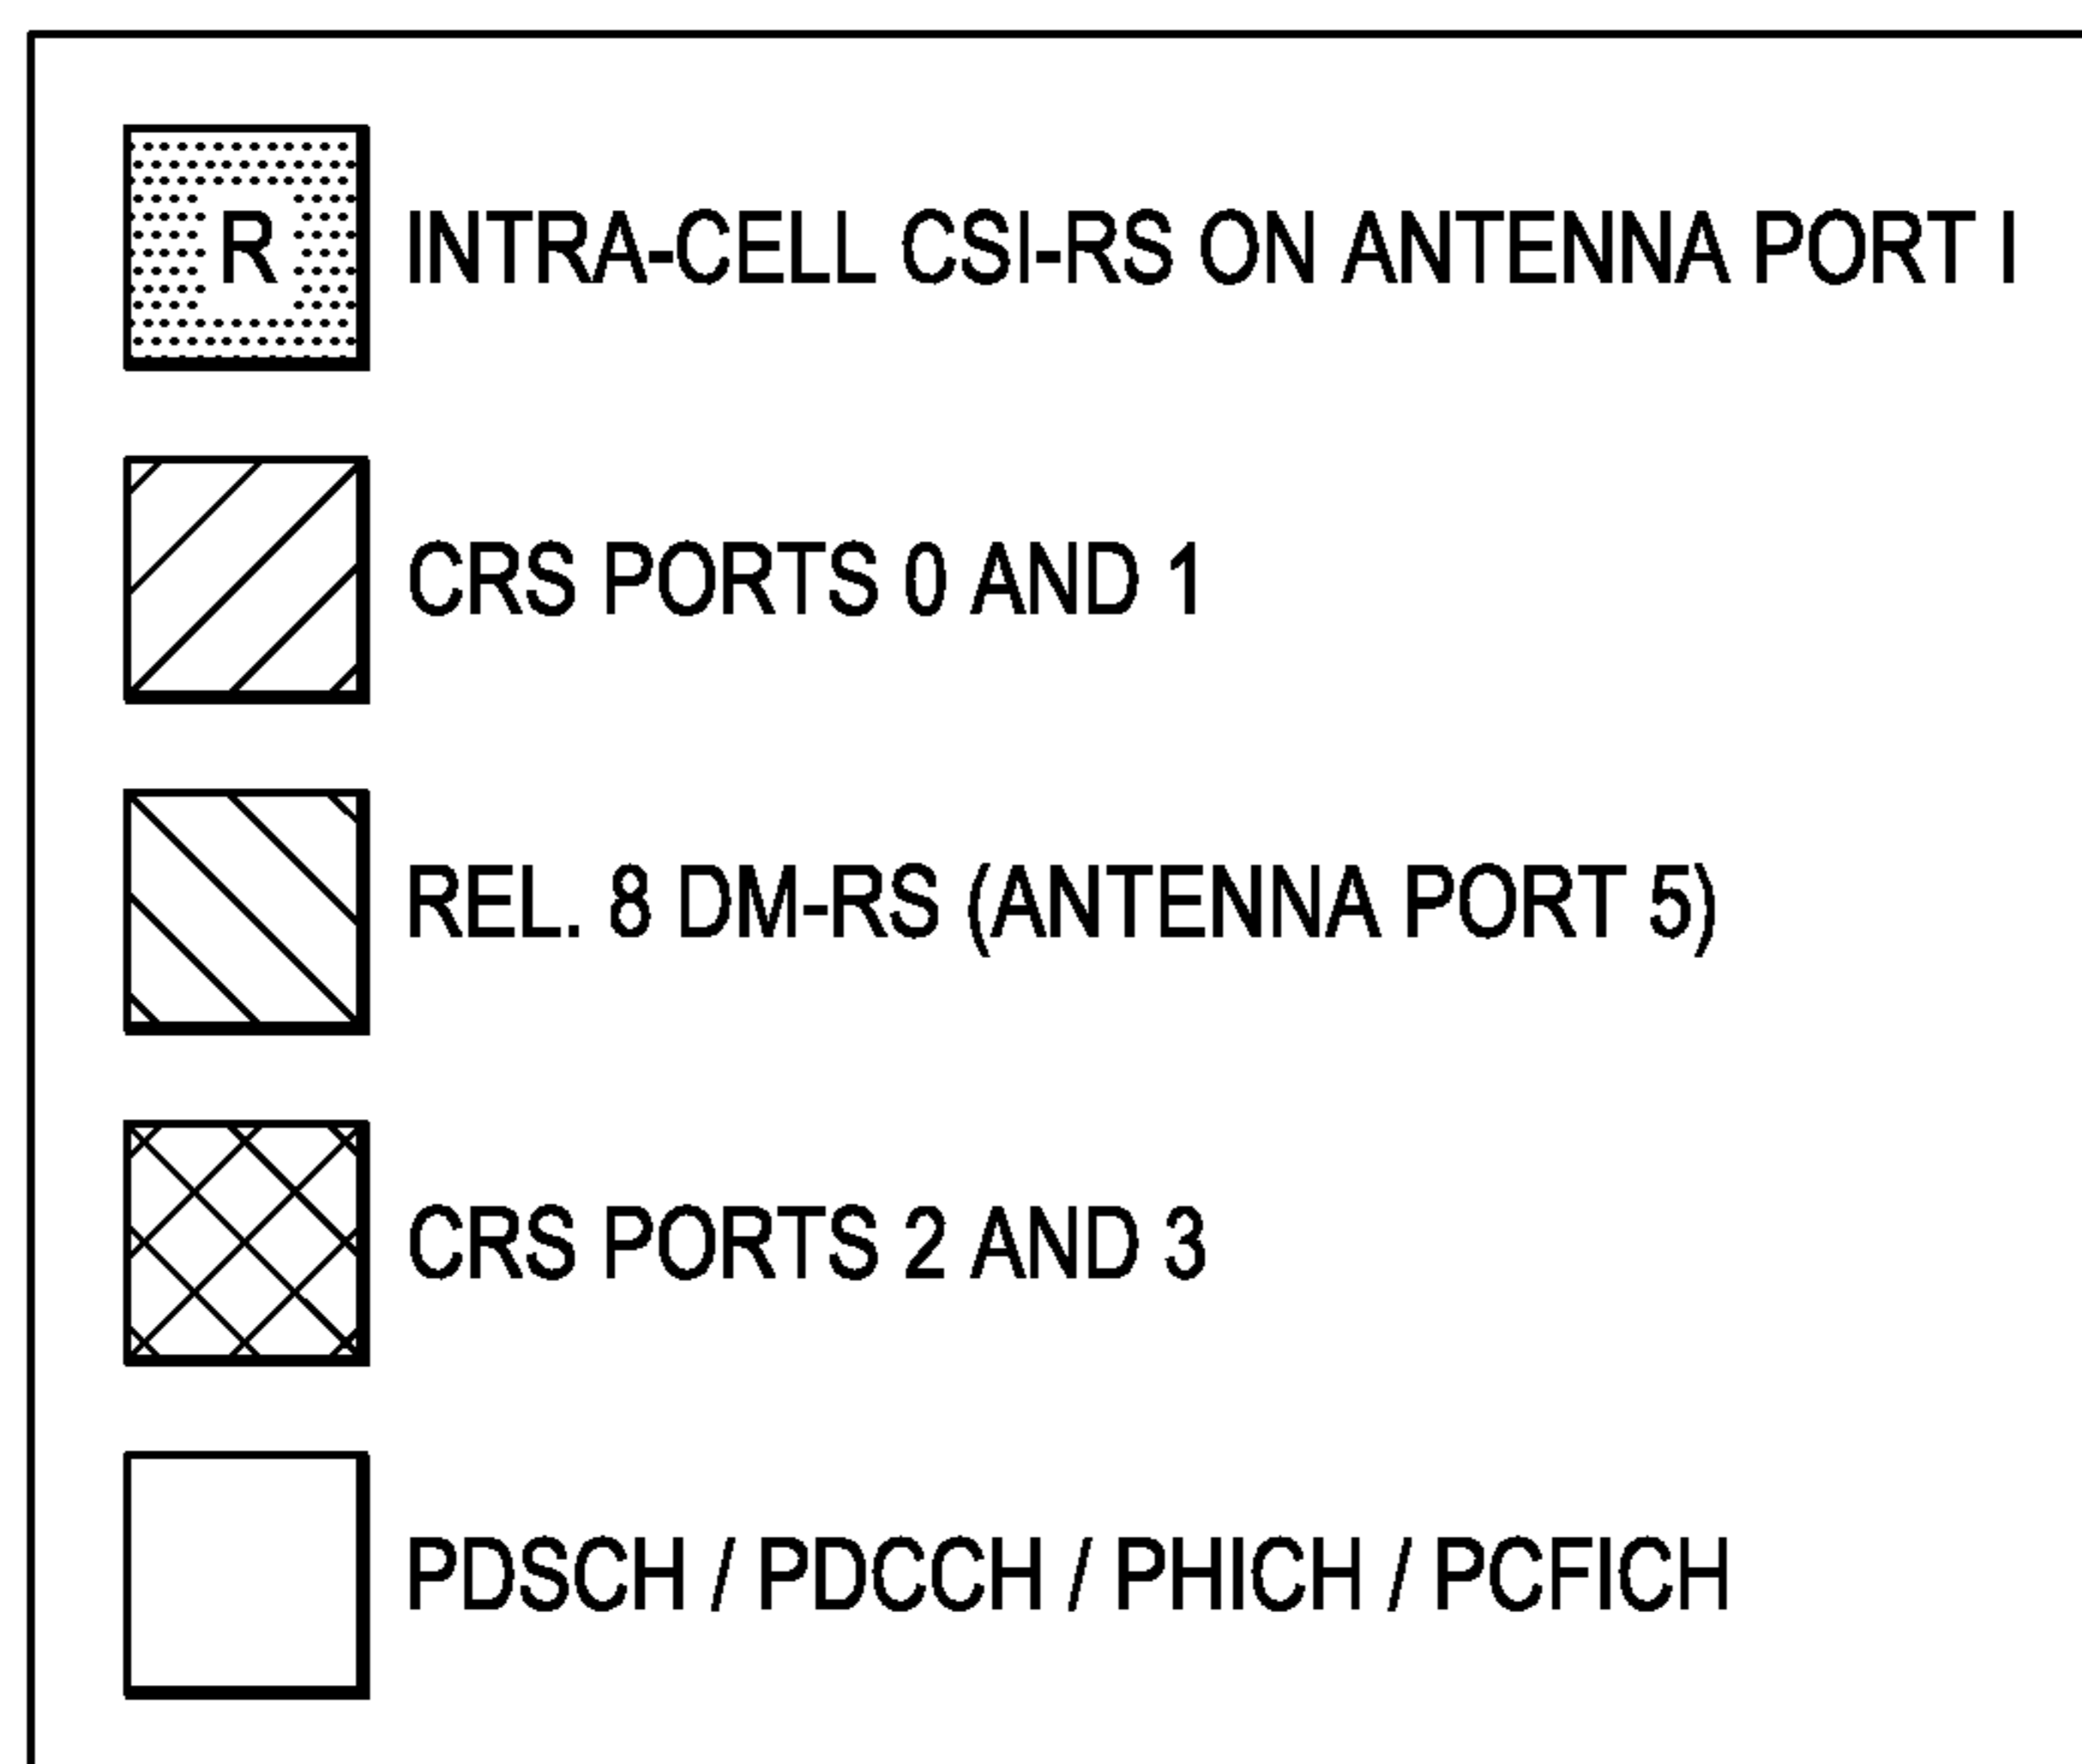 R INTRA-CELL CSI-RS ON ANTENNA PORT I
CRS PORTS 0 AND 1
REL. 8 DM-RS (ANTENNA PORT 5)
CRS PORTS 2 AND 3
PDSCH / PDCCH / PHICH / PCFICH